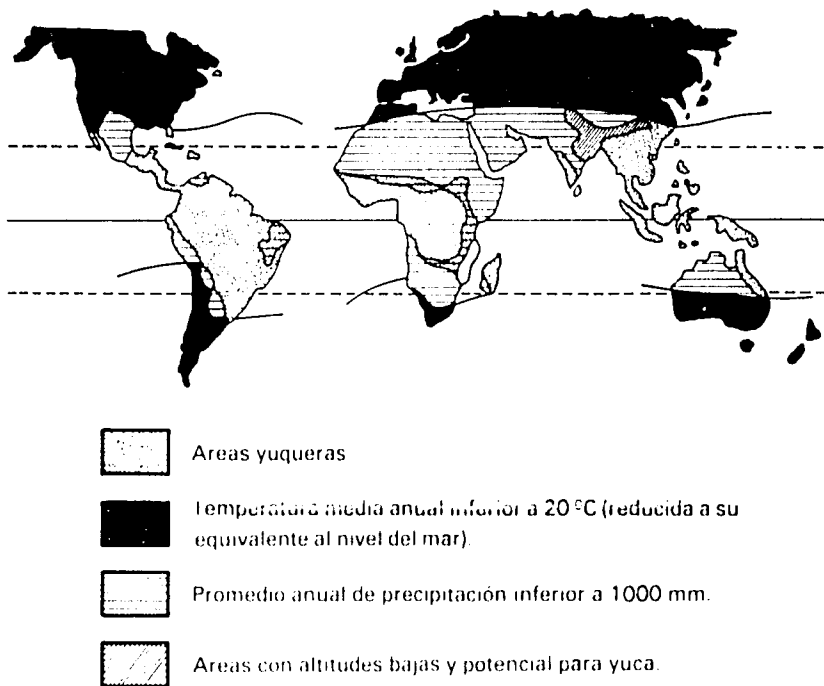 Areas yuqueras
Temperatura media anual inferior a 20 ºC (reducida a su
equivalente al nivel del mar).
Promedio anual de precipitación inferior a 1000 mm.
Areas con altitudes bajas y potencial para yuca.